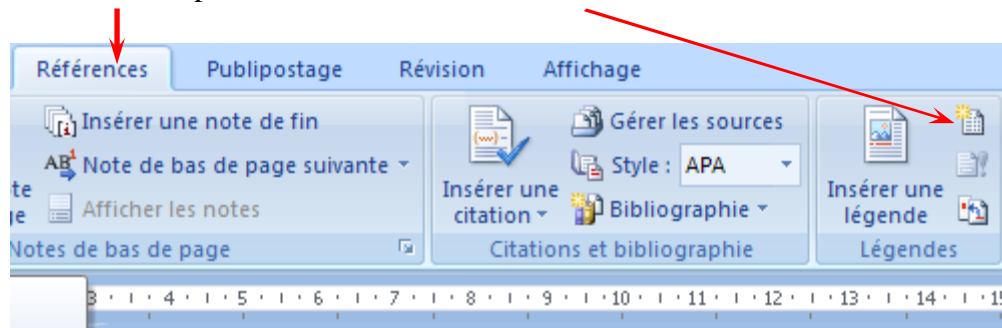 Références Publipostage Révision Affichage
Insérer une note de fin
AB¹ Note de bas de page suivante
Afficher les notes
Notes de bas de page
Insérer une
citation
Gérer les sources
Style : APA
Bibliographie
Citations et bibliographie
Insérer une
légende
Légendes
3 4 5 6 7 8 9 10 11 12 13 14